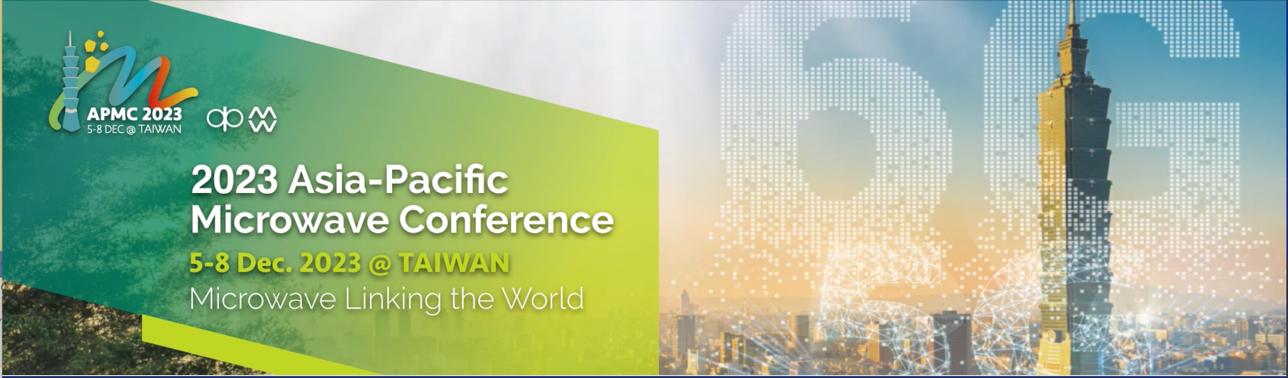 APMC 2023
5-8 DEC @ TAIWAN
2023 Asia-Pacific
Microwave Conference
5-8 Dec. 2023 @ TAIWAN
Microwave Linking the World
6G
5G